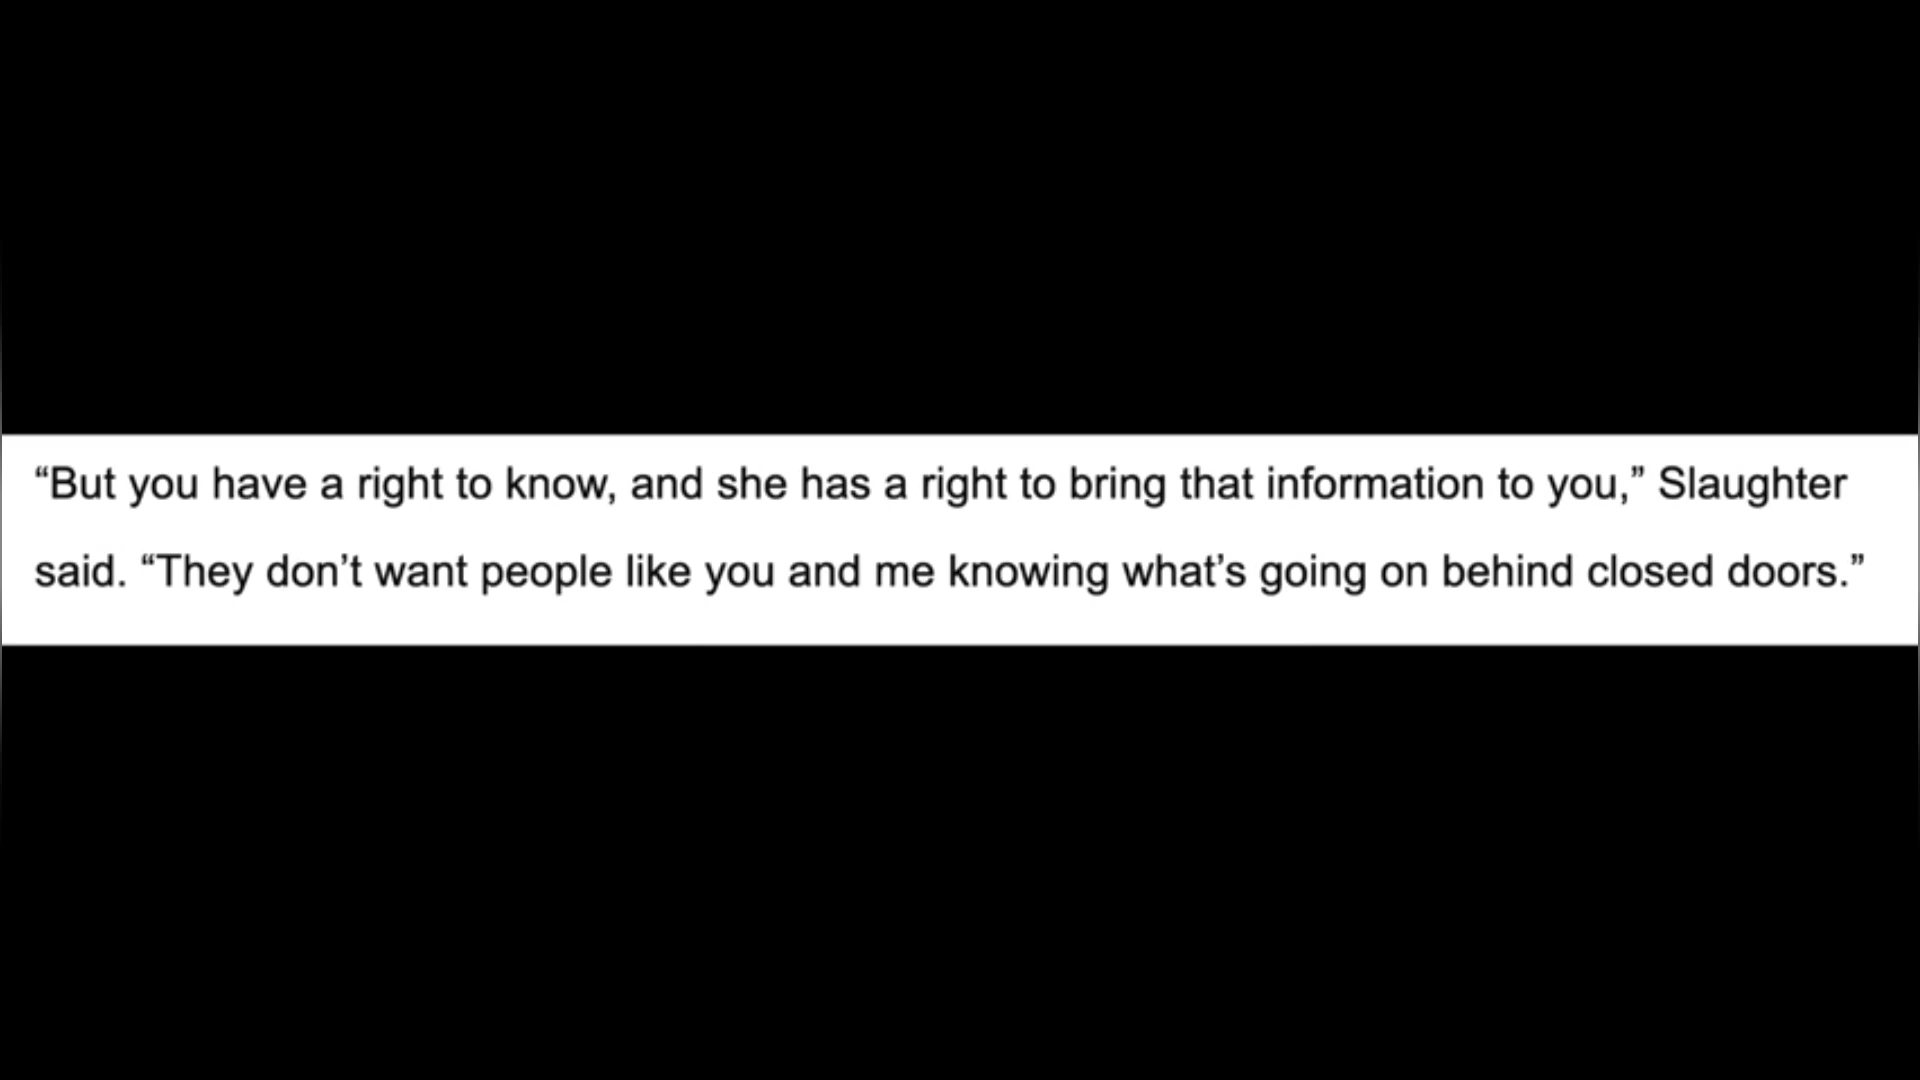 “But you have a right to know, and she has a right to bring that information to you,” Slaughter
said. “They don’t want people like you and me knowing what’s going on behind closed doors.”